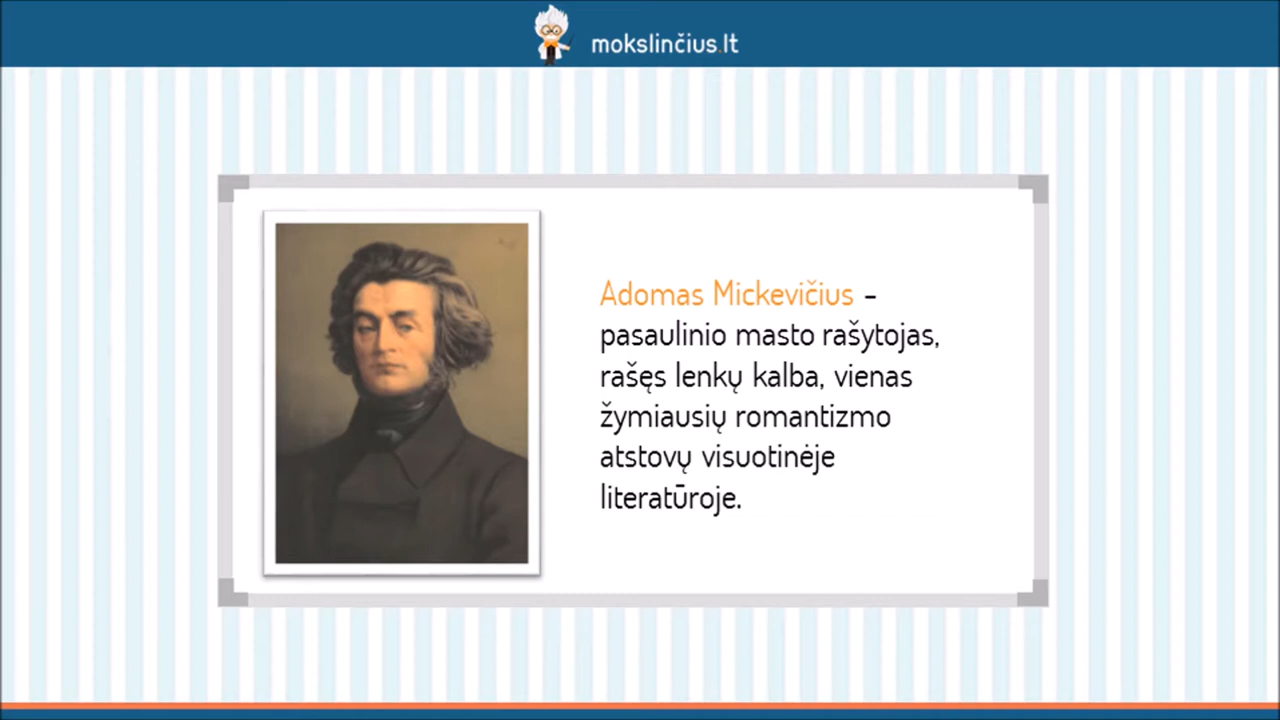 mokslinčius.lt
Adomas Mickevičius -
pasaulinio masto rašytojas,
rašęs lenkų kalba, vienas
žymiausių romantizmo
atstovų visuotinėje
literatūroje.